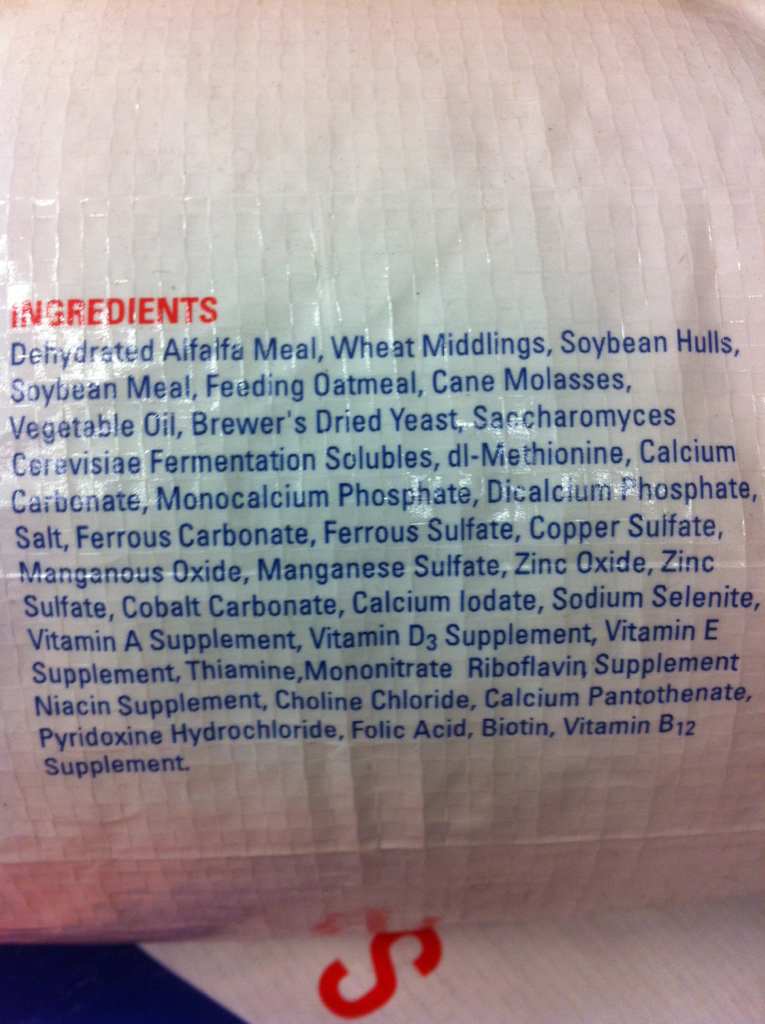 INGREDIENTS
Dehydrated Alfalfa Meal, Wheat Middlings, Soybean Hulls,
Soybean Meal, Feeding Oatmeal, Cane Molasses,
Vegetable Oil, Brewer's Dried Yeast, Saccharomyces
Cerevisiae Fermentation Solubles, dl-Methionine, Calcium
Carbonate, Monocalcium Phosphate, Dicalcium Phosphate,
Salt, Ferrous Carbonate, Ferrous Sulfate, Copper Sulfate,
Manganous Oxide, Manganese Sulfate, Zinc Oxide, Zinc
Sulfate, Cobalt Carbonate, Calcium Iodate, Sodium Selenite,
Vitamin A Supplement, Vitamin D3 Supplement, Vitamin E
Supplement, Thiamine,Mononitrate Riboflavin, Supplement
Niacin Supplement, Choline Chloride, Calcium Pantothenate,
Pyridoxine Hydrochloride, Folic Acid, Biotin, Vitamin B12
Supplement.
S